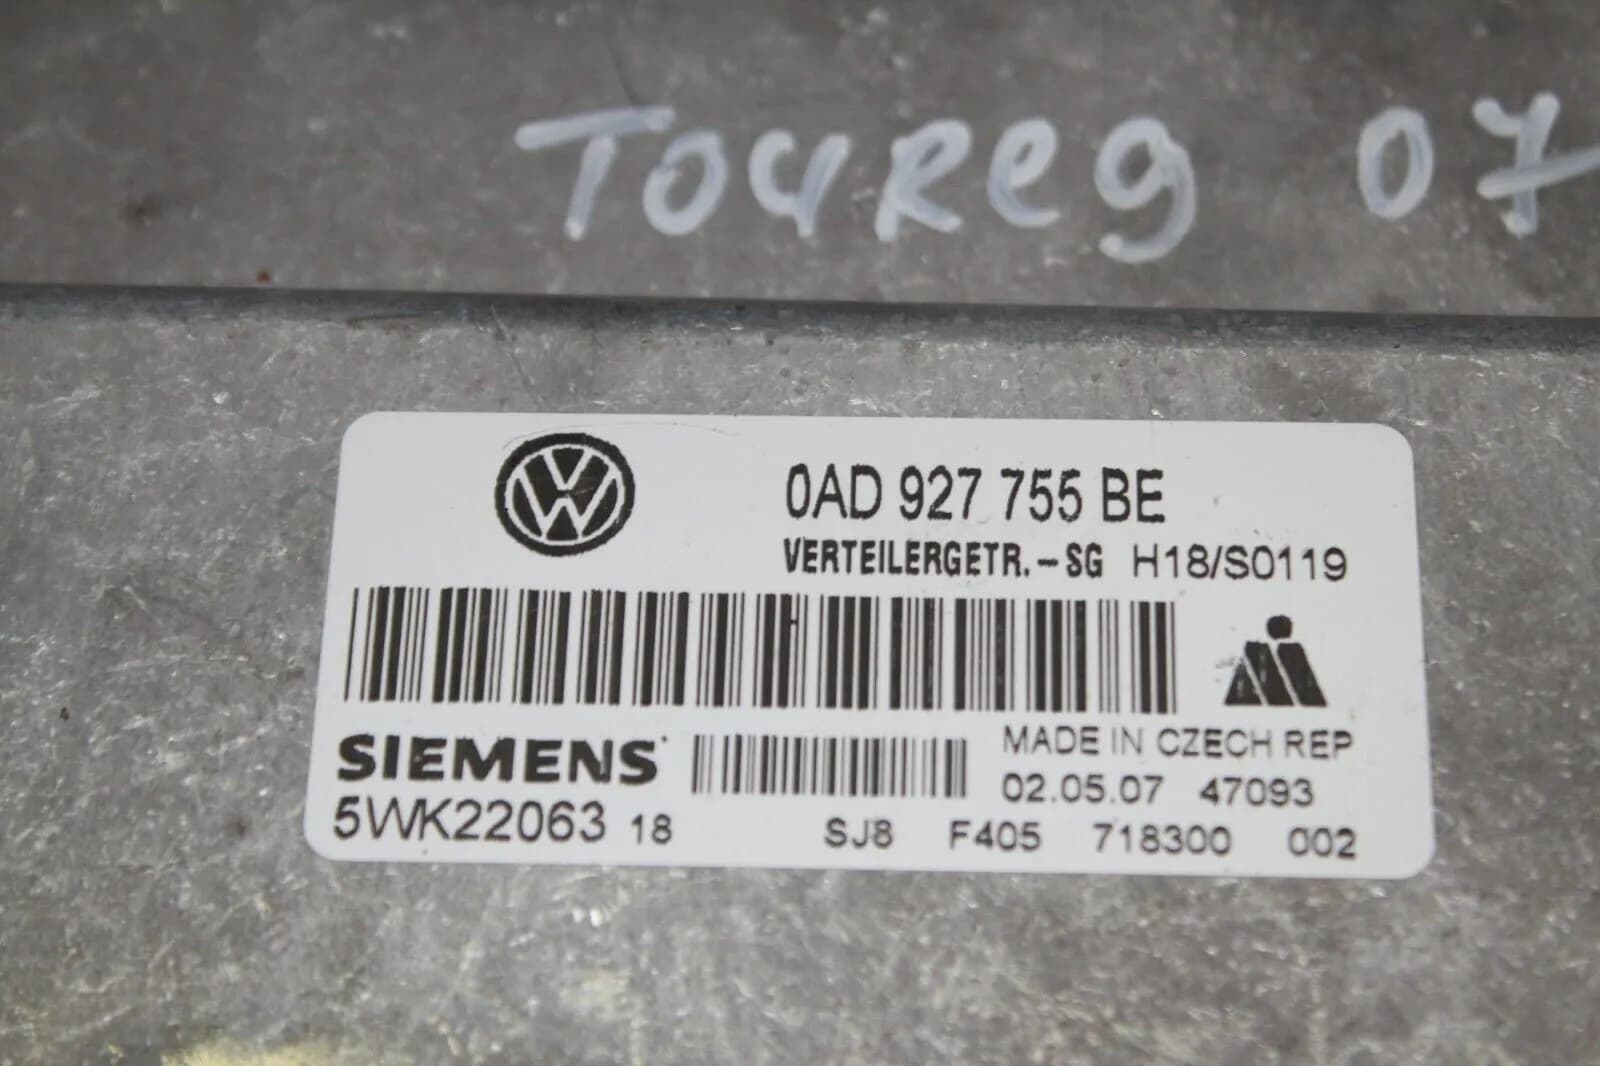 TOUReg 07
0AD 927 755 BE
VERTEILERGETR.-SG H18/S0119
SIEMENS MADE IN CZECH REP
02.05.07 47093
5WK22063 18 SJ8 F405 718300 002